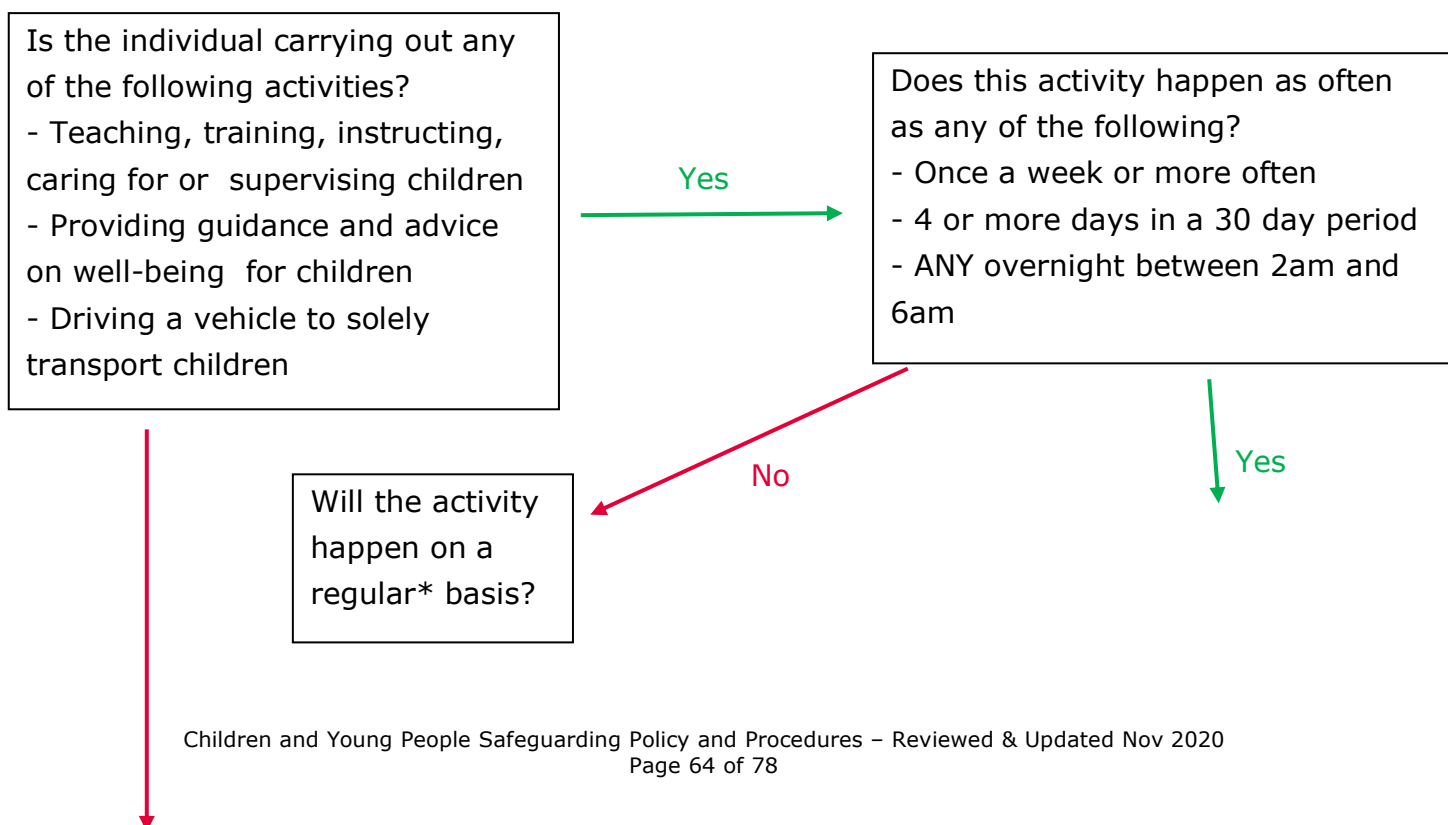 Is the individual carrying out any
of the following activities?
- Teaching, training, instructing,
caring for or  supervising children
- Providing guidance and advice
on well-being  for children
- Driving a vehicle to solely
transport children
Yes
Does this activity happen as often
as any of the following?
- Once a week or more often
- 4 or more days in a 30 day period
- ANY overnight between 2am and
6am
No
Yes
Will the activity
happen on a
regular* basis?
Children and Young People Safeguarding Policy and Procedures – Reviewed & Updated Nov 2020
Page 64 of 78